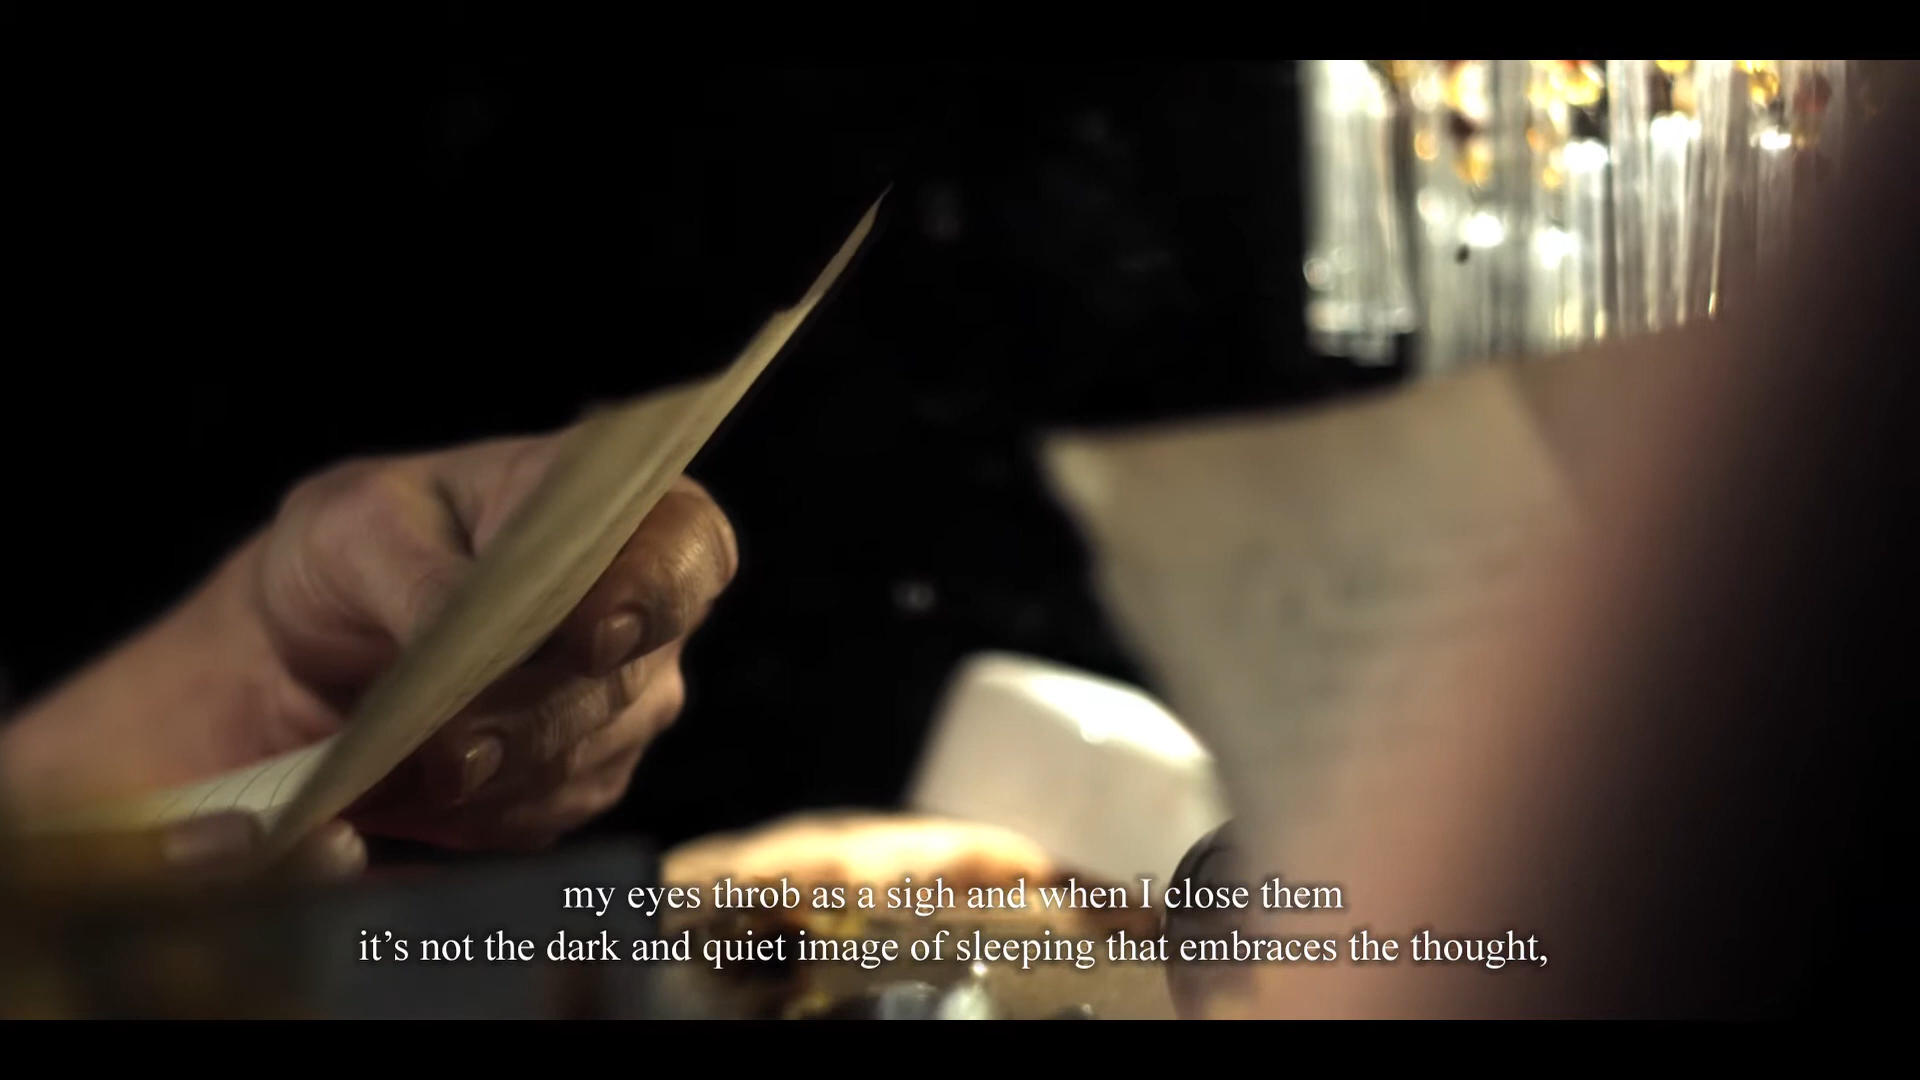 my eyes throb as a sigh and when I close them
it’s not the dark and quiet image of sleeping that embraces the thought,